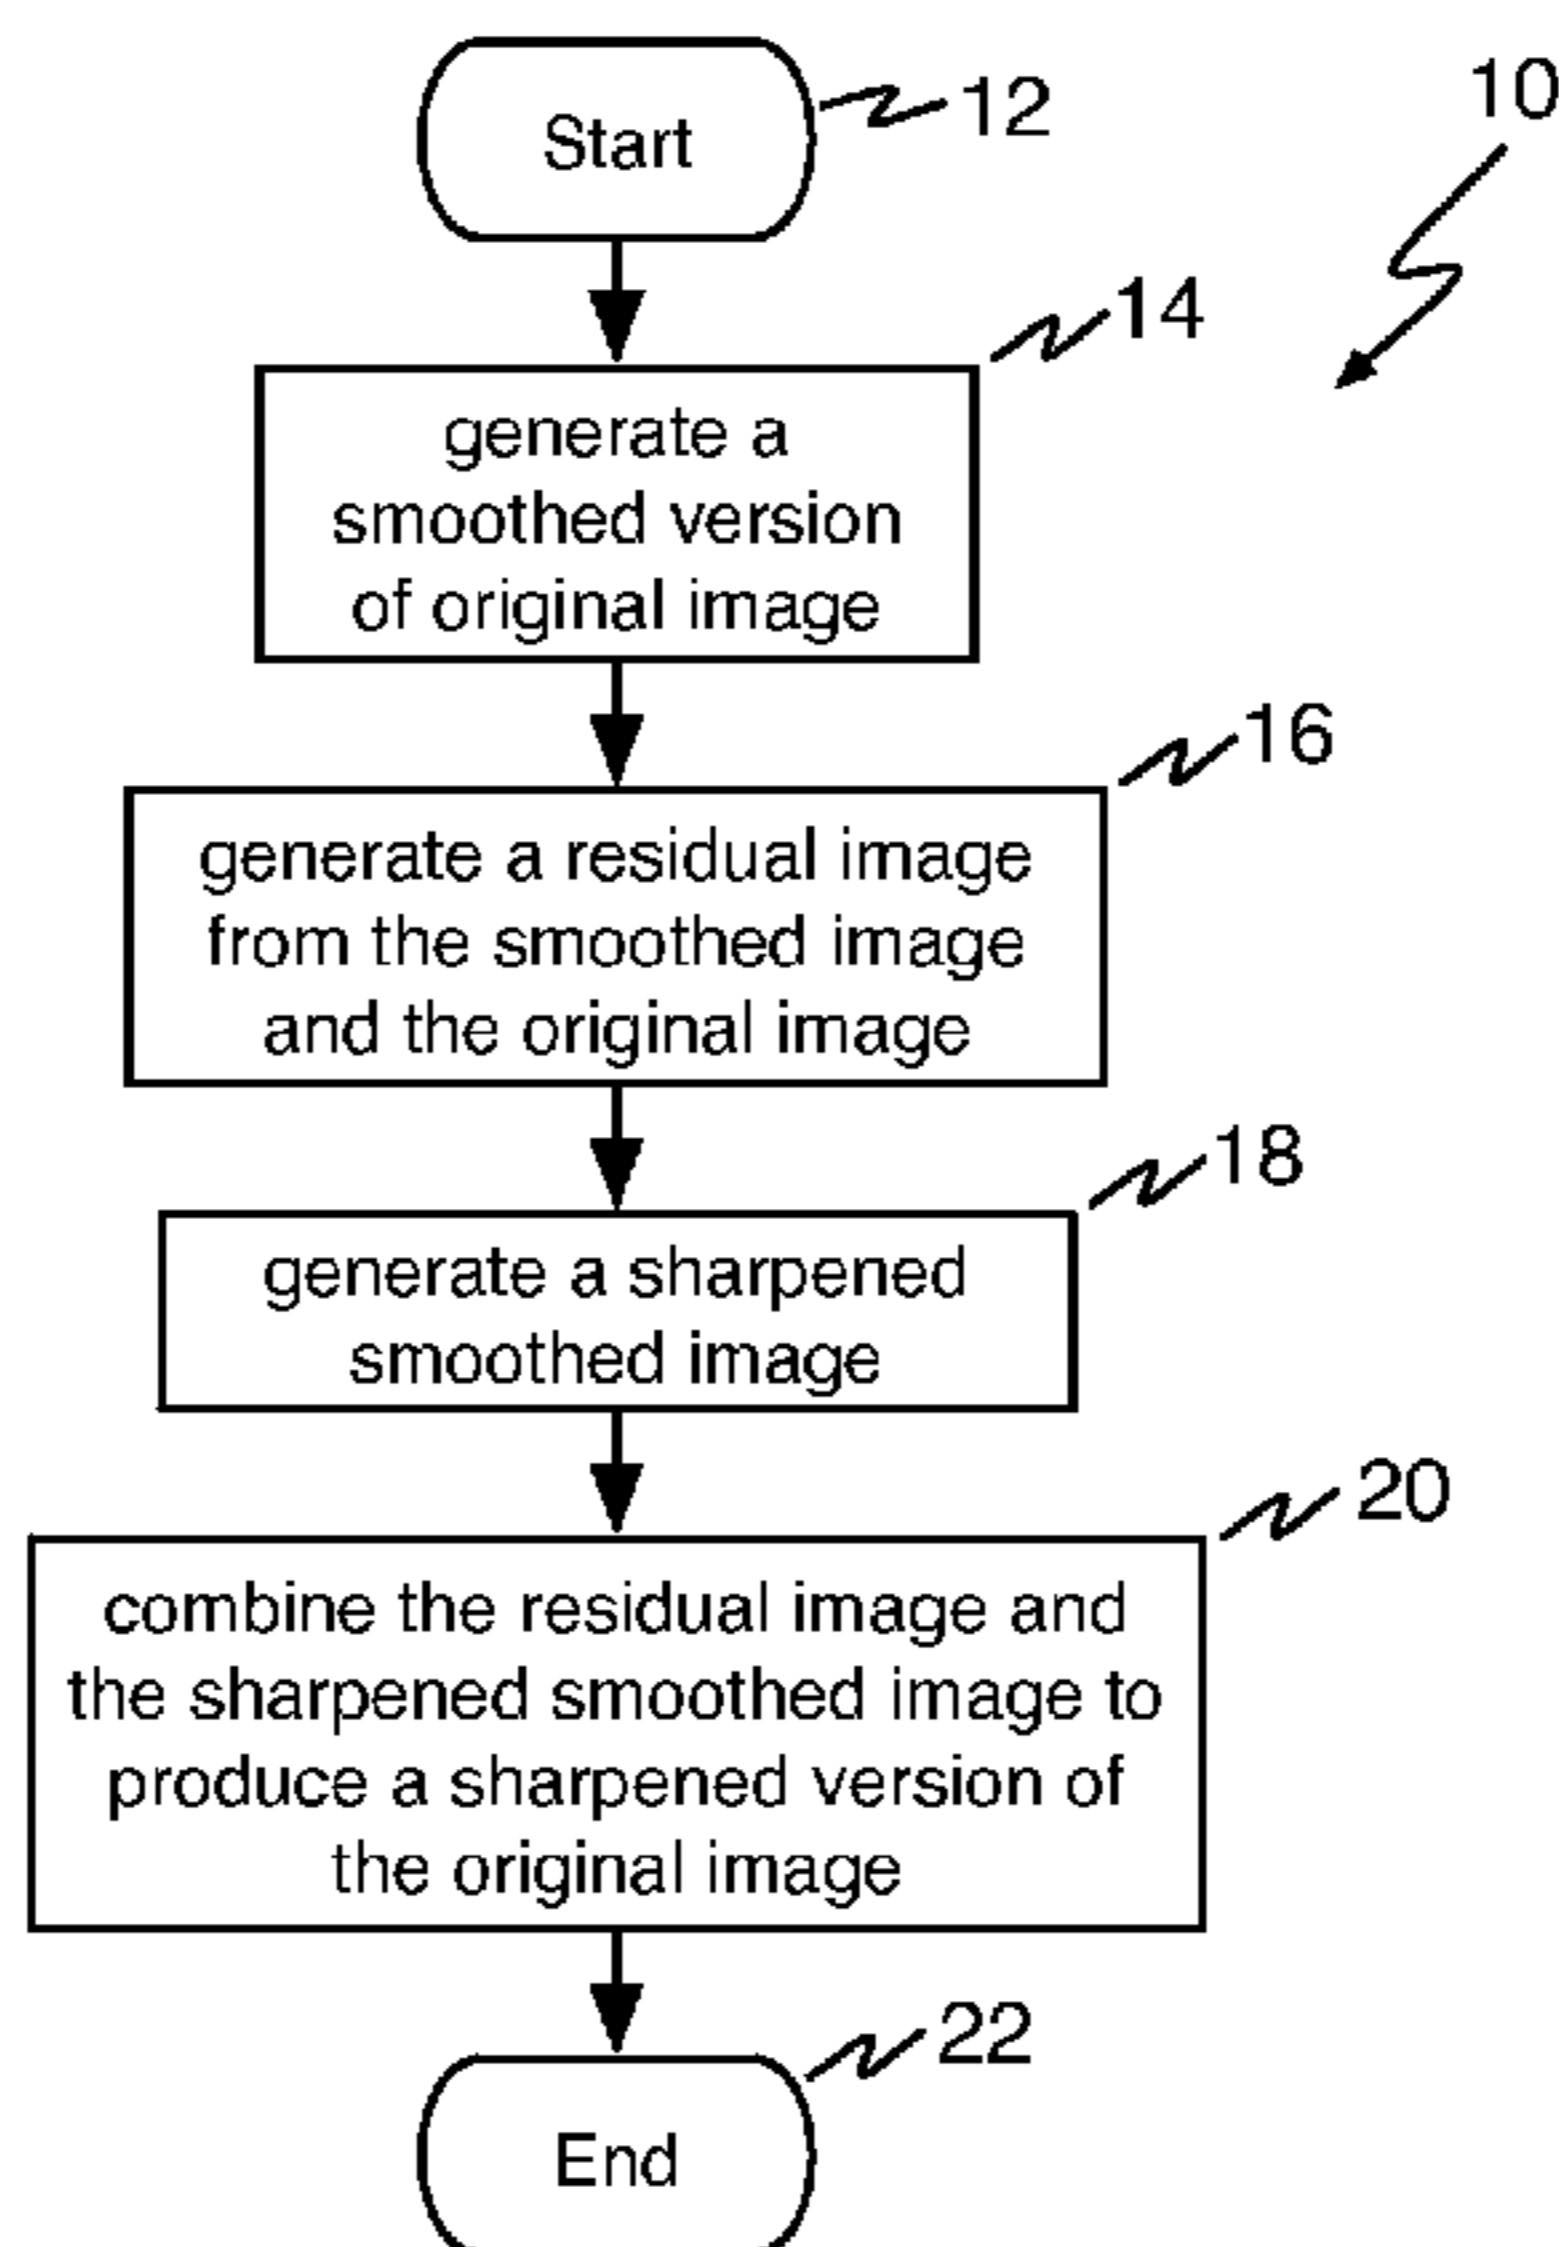 10
Start
12
14
generate a
smoothed version
of original image
16
generate a residual image
from the smoothed image
and the original image
18
generate a sharpened
smoothed image
20
combine the residual image and
the sharpened smoothed image to
produce a sharpened version of
the original image
22
End